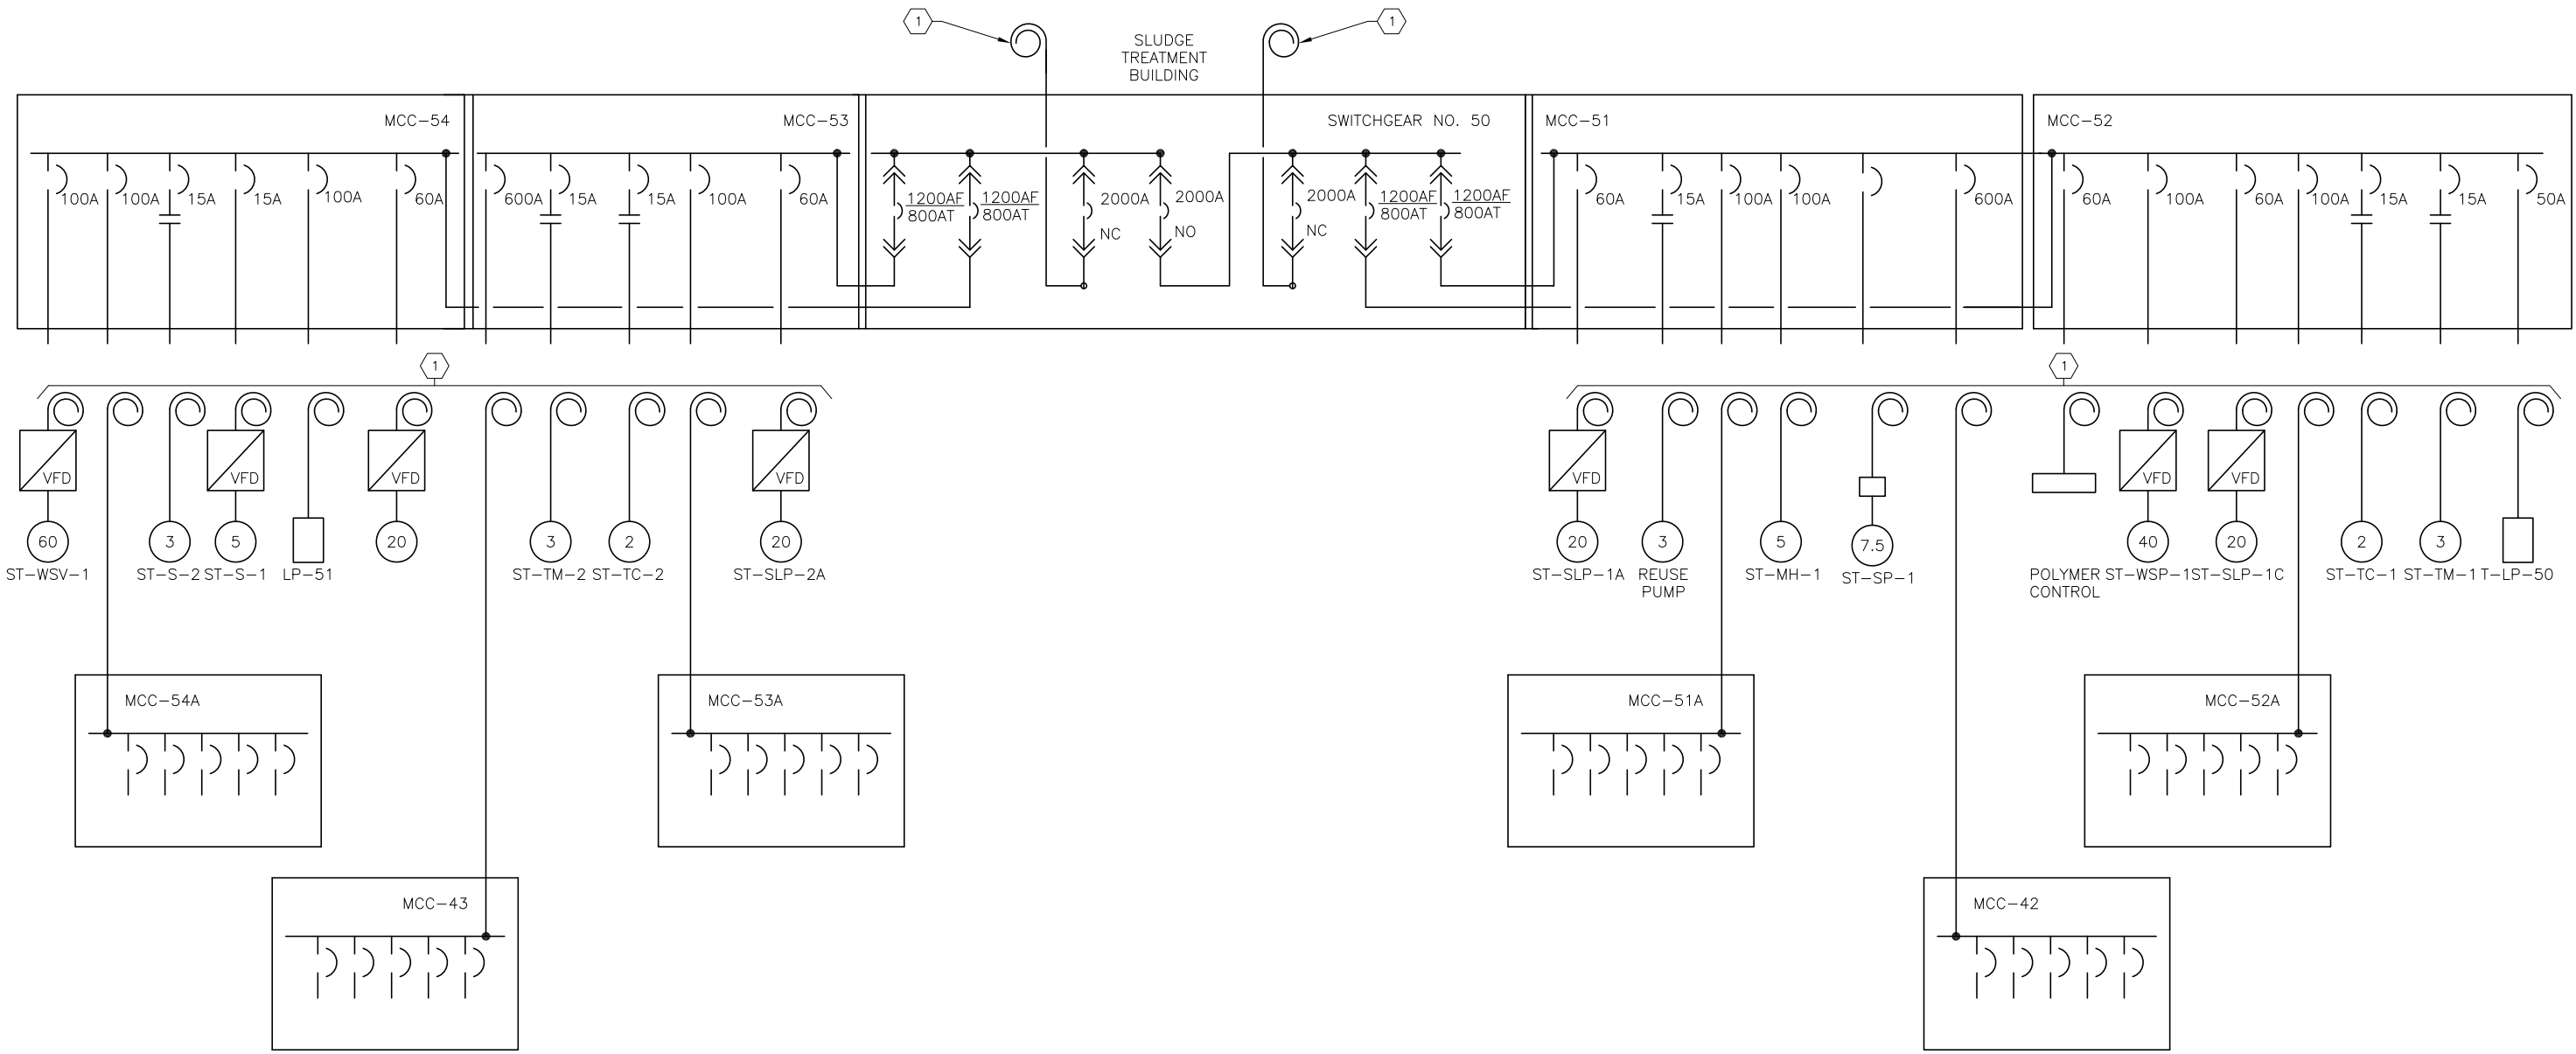 1
1
SLUDGE
TREATMENT
BUILDING
MCC-54
MCC-53
SWITCHGEAR NO. 50
MCC-51
MCC-52
100A
100A
15A
15A
100A
60A
600A
15A
15A
100A
60A
1200AF
800AT
1200AF
800AT
2000A
NC
2000A
NO
2000A
NC
1200AF
800AT
1200AF
800AT
60A
15A
100A
100A
600A
60A
100A
60A
100A
15A
15A
50A
1
1
VFD
VFD
VFD
VFD
VFD
VFD
VFD
60
3
5
20
3
2
20
20
3
5
7.5
40
20
2
3
ST-WSV-1
ST-S-2
ST-S-1
LP-51
ST-TM-2
ST-TC-2
ST-SLP-2A
ST-SLP-1A
REUSE
PUMP
ST-MH-1
ST-SP-1
POLYMER
CONTROL
ST-WSP-1
ST-SLP-1C
ST-TC-1
ST-TM-1
T-LP-50
MCC-54A
MCC-53A
MCC-51A
MCC-52A
MCC-43
MCC-42